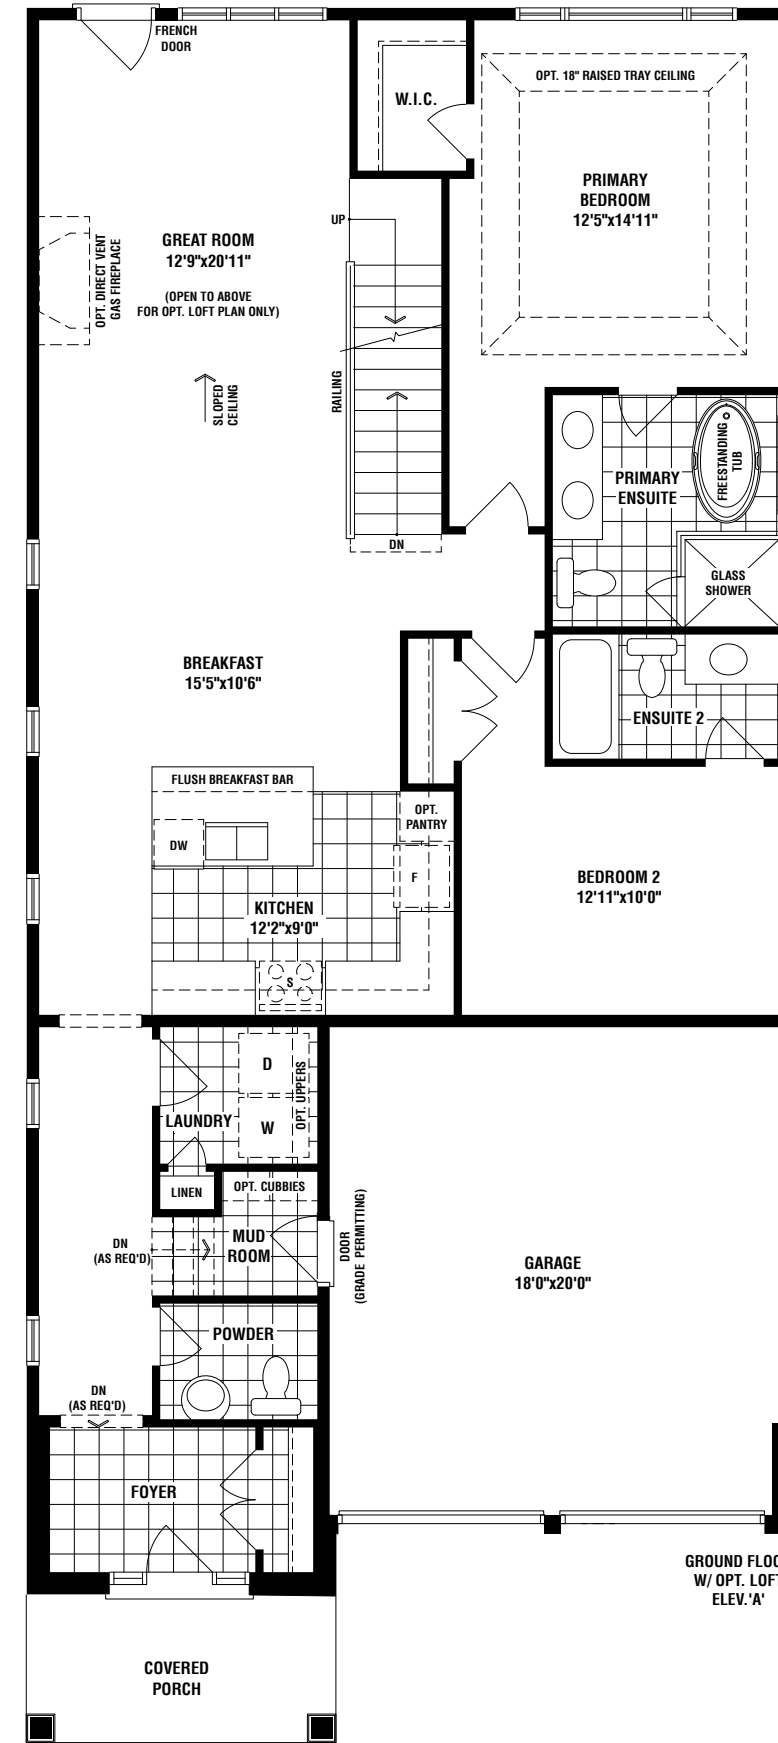 FRENCH
DOOR
OPT. 18" RAISED TRAY CEILING
W.I.C.
PRIMARY
BEDROOM
12'5"x14'11"
UP
GREAT ROOM
12'9"x20'11"
(OPEN TO ABOVE
FOR OPT. LOFT PLAN ONLY)
OPT. DIRECT VENT
GAS FIREPLACE
SLOPED
CEILING
RAILING
DN
PRIMARY
ENSUITE
FREESTANDING
TUB
GLASS
SHOWER
BREAKFAST
15'5"x10'6"
ENSUITE 2
FLUSH BREAKFAST BAR
OPT.
PANTRY
DW
F
BEDROOM 2
12'11"x10'0"
KITCHEN
12'2"x9'0"
S
D
W
OPT. UPPERS
LAUNDRY
LINEN
OPT. CUBBIES
MUD
ROOM
DN
(AS REQ'D)
DOOR
(GRADE PERMITTING)
GARAGE
18'0"x20'0"
POWDER
DN
(AS REQ'D)
FOYER
GROUND FLOO
W/ OPT. LOFT
ELEV.'A'
COVERED
PORCH